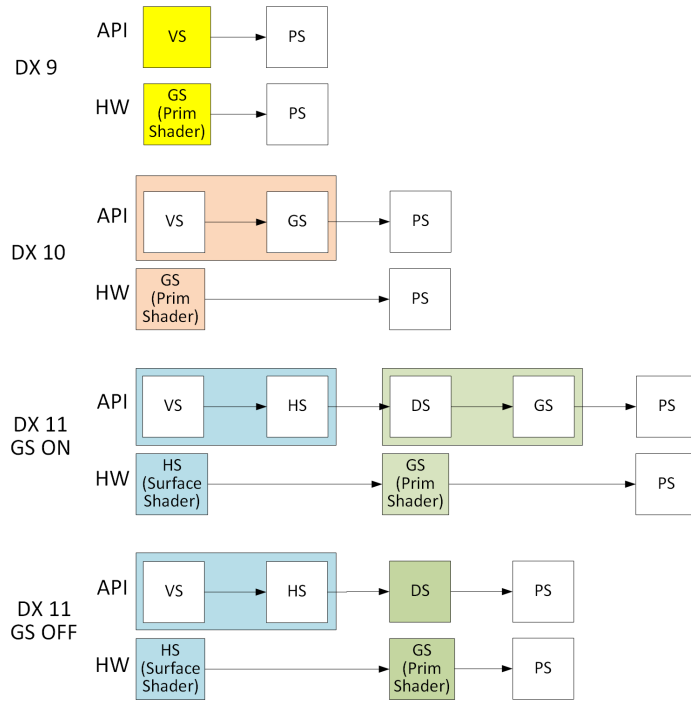 API VS PS
DX 9
HW GS (Prim Shader) PS
API VS GS PS
DX 10
HW GS (Prim Shader) PS
API VS HS DS GS PS
DX 11
GS ON
HW HS (Surface Shader) GS (Prim Shader) PS
API VS HS DS PS
DX 11
GS OFF
HW HS (Surface Shader) GS (Prim Shader) PS